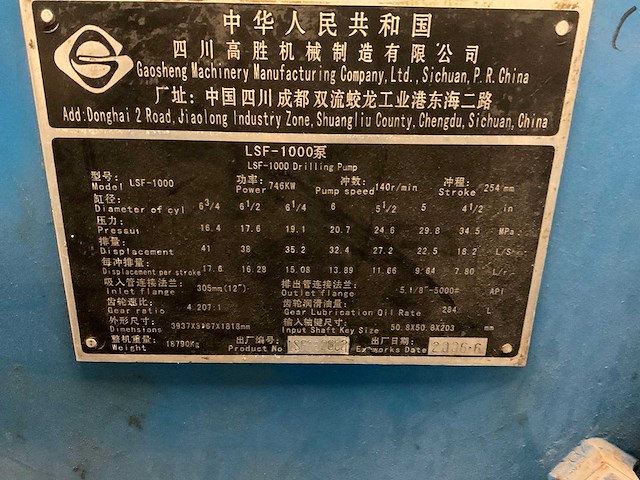 中华人民共和国
四川高胜机械制造有限公司
Gaosheng Machinery Manufacturing Company, Ltd., Sichuan, P. R. China
厂址: 中国四川成都双流蛟龙工业港东海二路
Add:Donghai 2 Road, Jiaolong Industry Zone, Shuangliu County, Chengdu, Sichuan, China
LSF-1000泵
LSF-1000 Drilling Pump
型号: 功率: 冲数: 冲程:
Model LSF-1000 Power 746KW Pump speed 140r/min Stroke 254 mm
缸径:
Diameter of cyl 6 3/4 6 1/2 6 1/4 6 5 1/2 5 4 1/2 in
压力:
16.4 17.6 19.1 20.7 24.6 29.8 34.5 MPa
排量:
Displacement 41 38 35.2 32.4 27.2 22.5 18.2 L/S
每冲排量:
Displacement per stroke 17.6 16.28 15.08 13.89 11.66 9.64 7.80 L/r
吸入管连接法兰: 排出管连接法兰:
Inlet flange 305mm(12") Outlet flange 5 1/8"-5000# API
齿轮速比: 齿轮润滑油量:
Gear ratio 4.207:1 Gear Lubrication Oil Rate 284 L
外形尺寸: 输入轴键尺寸:
Dimensions Input Shaft Key Size 50.8X50.8X203 mm
整机重量: 出厂编号: 出厂日期:
Weight 18790Kg Product No Ex-works Date